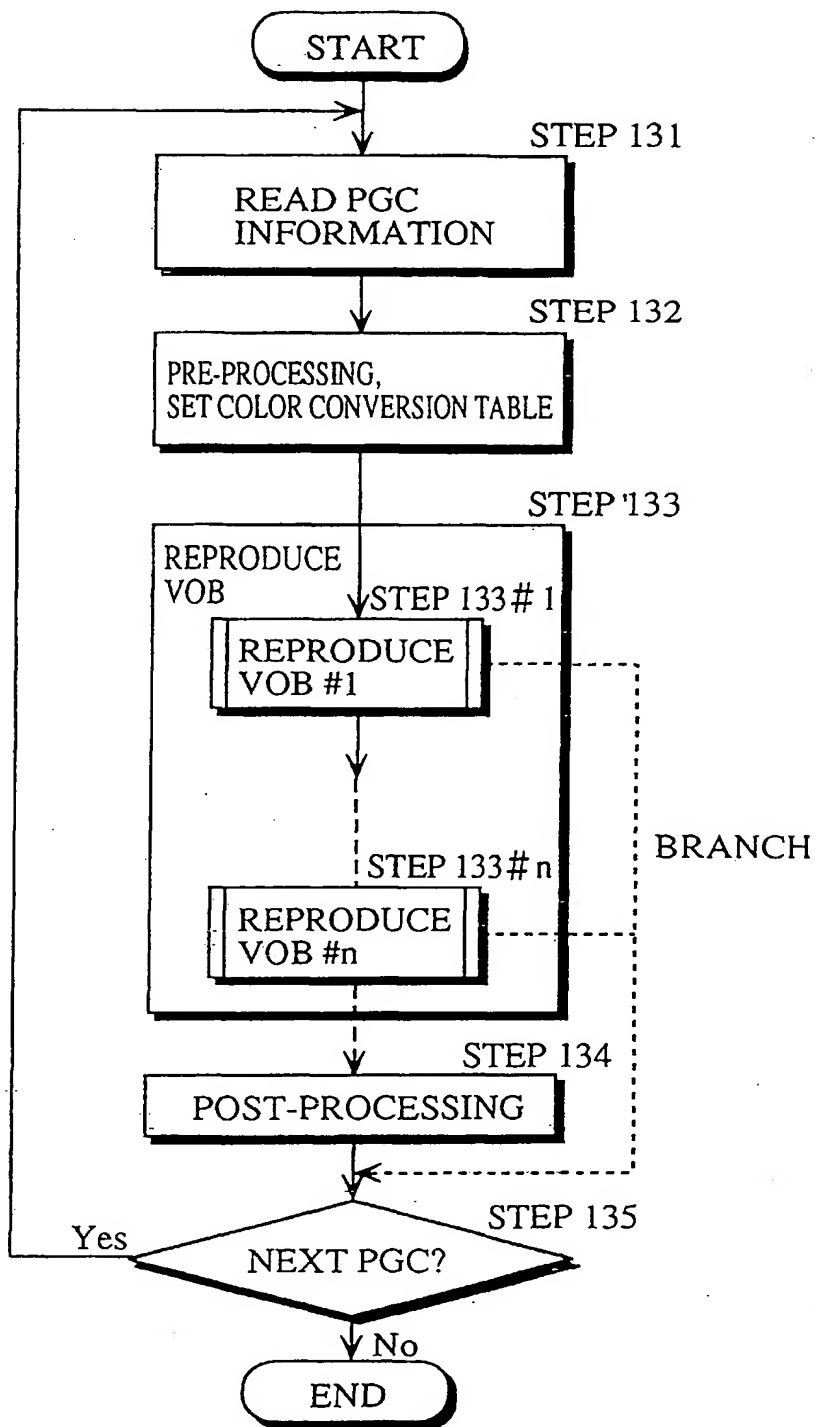 START
STEP 131
READ PGC
INFORMATION
STEP 132
PRE-PROCESSING,
SET COLOR CONVERSION TABLE
STEP '133
REPRODUCE
VOB
STEP 133# 1
REPRODUCE
VOB #1
BRANCH
STEP 133# n
REPRODUCE
VOB #n
STEP 134
POST-PROCESSING
STEP 135
Yes
NEXT PGC?
No
END